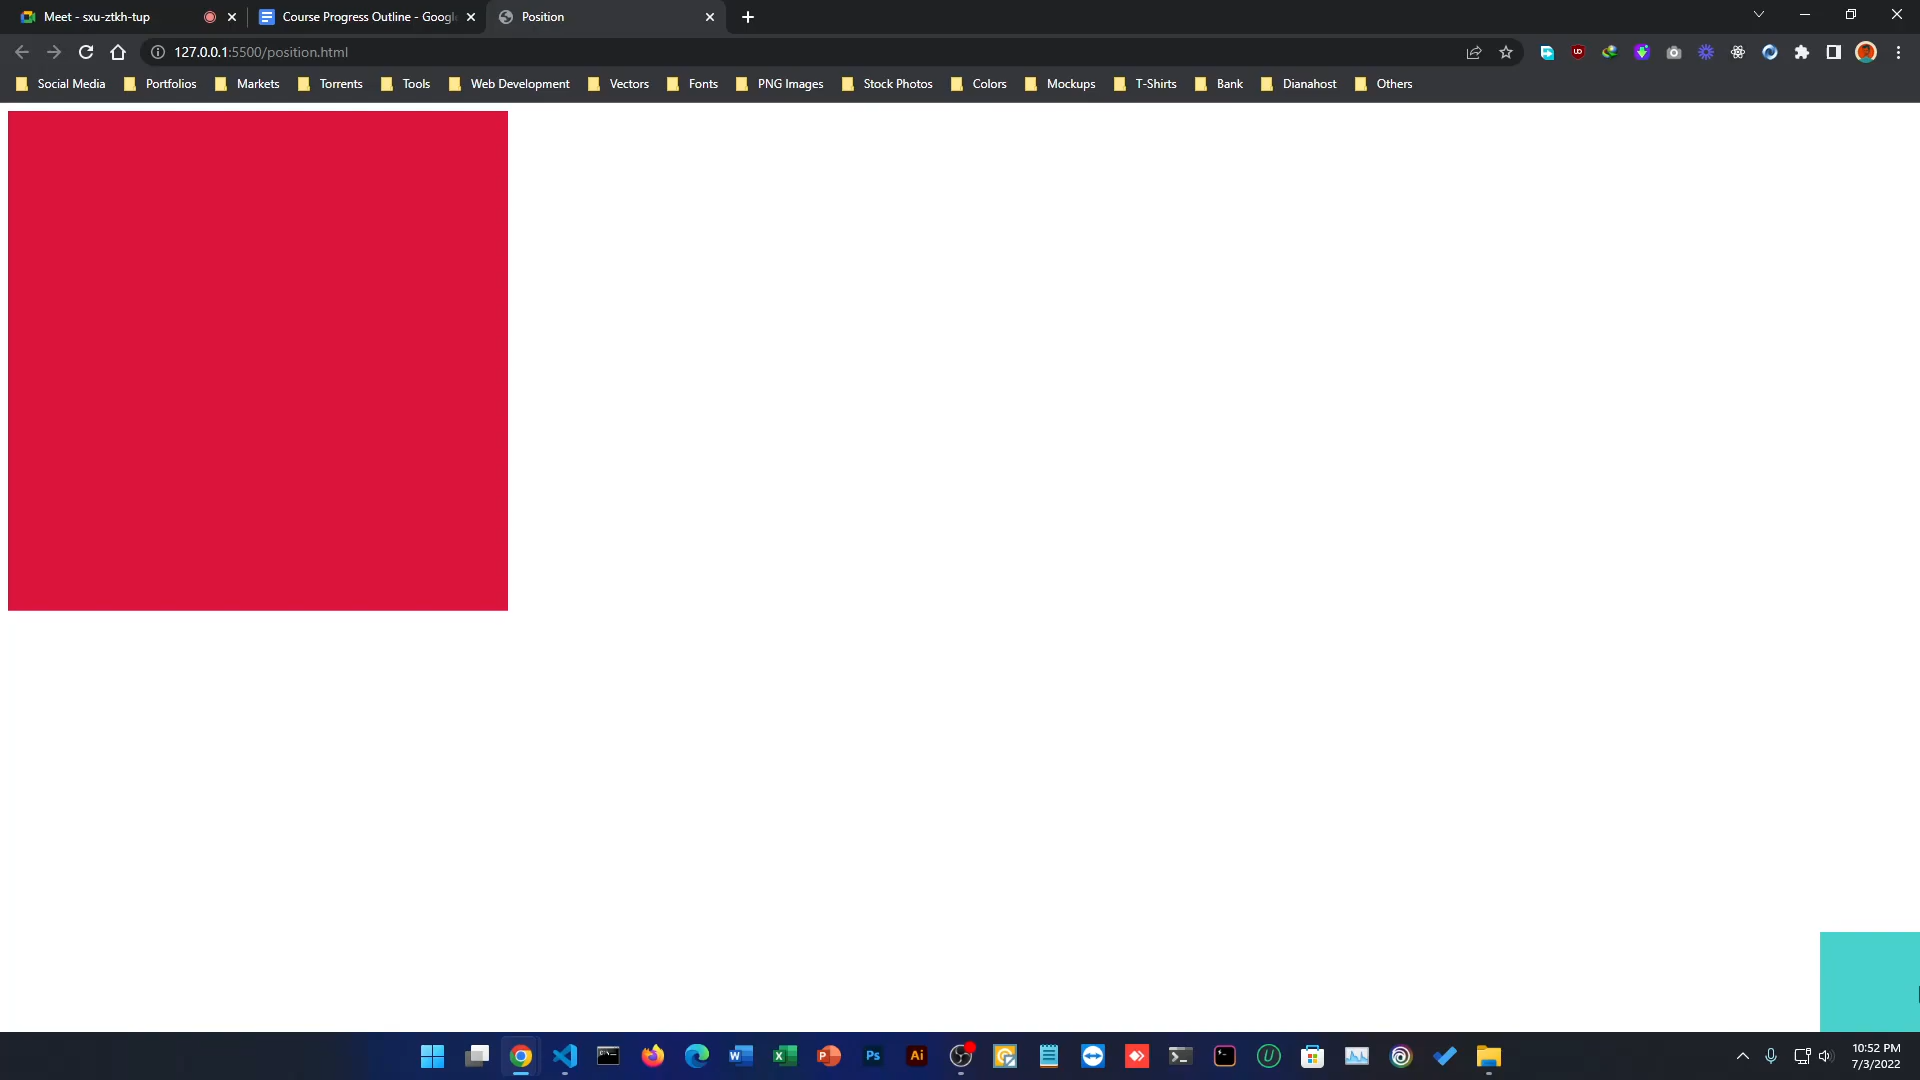 Meet - sxu-ztkh-tup
Course Progress Outline - Googl
Position
127.0.0.1:5500/position.html
Social Media
Portfolios
Markets
Torrents
Tools
Web Development
Vectors
Fonts
PNG Images
Stock Photos
Colors
Mockups
T-Shirts
Bank
Dianahost
Others
Ps
Ai
10:52 PM
7/3/2022